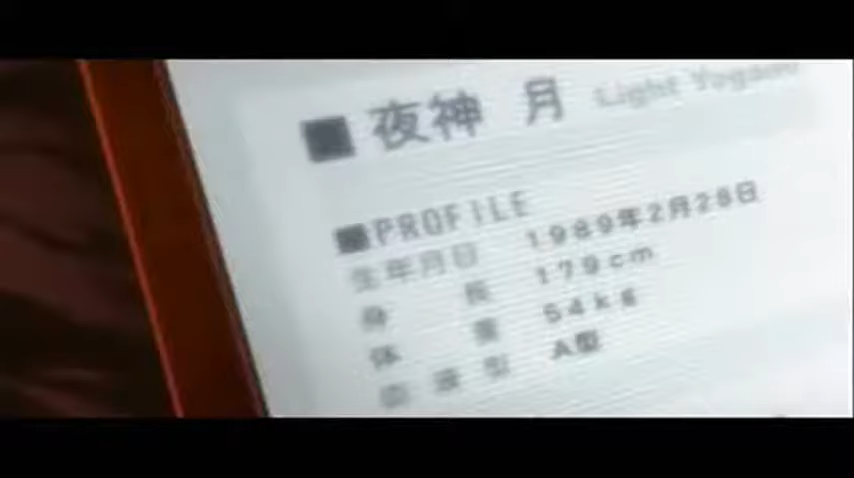 ■夜神 月 Light Yagami
■PROFILE
生年月日 1989年2月28日
身 長 179cm
体 重 54kg
血液型 A型